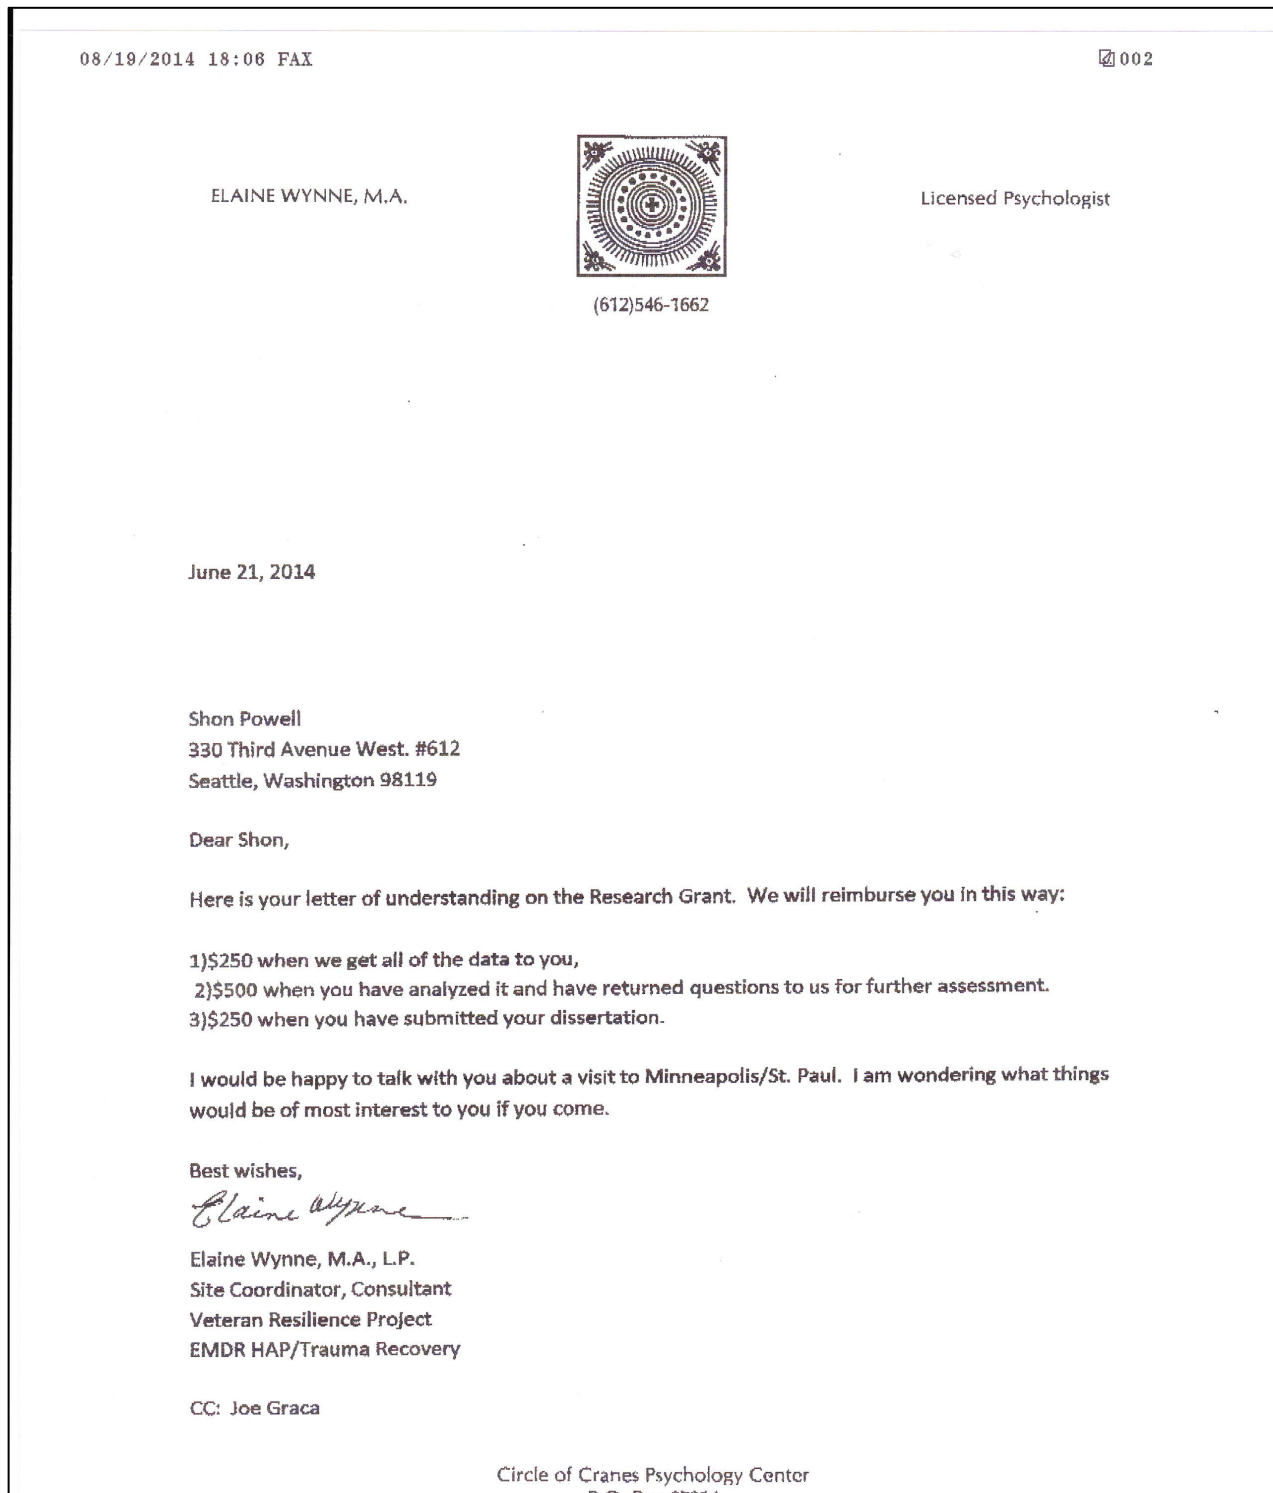 08/19/2014 18:06 FAX 002
ELAINE WYNNE, M.A. Licensed Psychologist
(612)546-1662
June 21, 2014
Shon Powell
330 Third Avenue West. #612
Seattle, Washington 98119
Dear Shon,
Here is your letter of understanding on the Research Grant.  We will reimburse you in this way:
1)$250 when we get all of the data to you,
2)$500 when you have analyzed it and have returned questions to us for further assessment.
3)$250 when you have submitted your dissertation.
I would be happy to talk with you about a visit to Minneapolis/St. Paul.  I am wondering what things
would be of most interest to you if you come.
Best wishes,
Elaine Wynne
Elaine Wynne, M.A., L.P.
Site Coordinator, Consultant
Veteran Resilience Project
EMDR HAP/Trauma Recovery
CC:  Joe Graca
Circle of Cranes Psychology Center